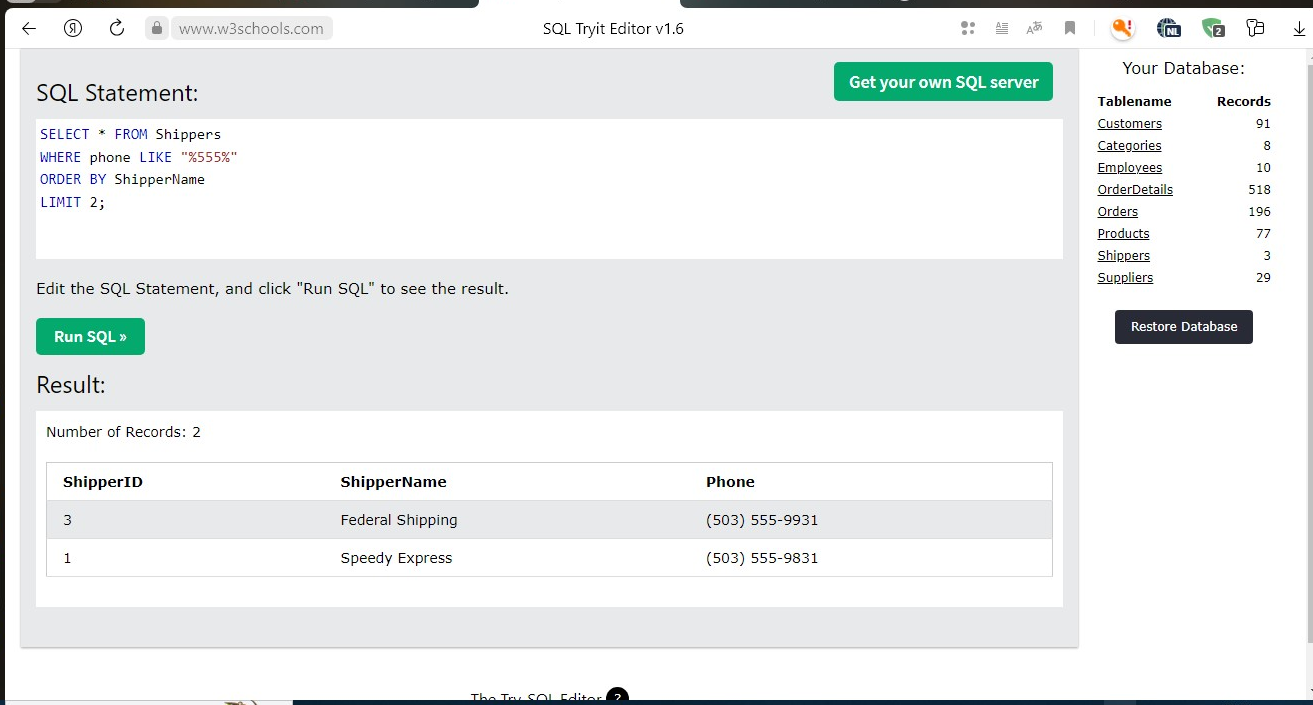 www.w3schools.com
SQL Tryit Editor v1.6
NL
2
SQL Statement:
Get your own SQL server
SELECT * FROM Shippers
WHERE phone LIKE "%555%"
ORDER BY ShipperName
LIMIT 2;
Edit the SQL Statement, and click "Run SQL" to see the result.
Run SQL »
Result:
Number of Records: 2
ShipperID ShipperName Phone
3 Federal Shipping (503) 555-9931
1 Speedy Express (503) 555-9831
Your Database:
Tablename Records
Customers 91
Categories 8
Employees 10
OrderDetails 518
Orders 196
Products 77
Shippers 3
Suppliers 29
Restore Database
The Try-SQL Editor ?